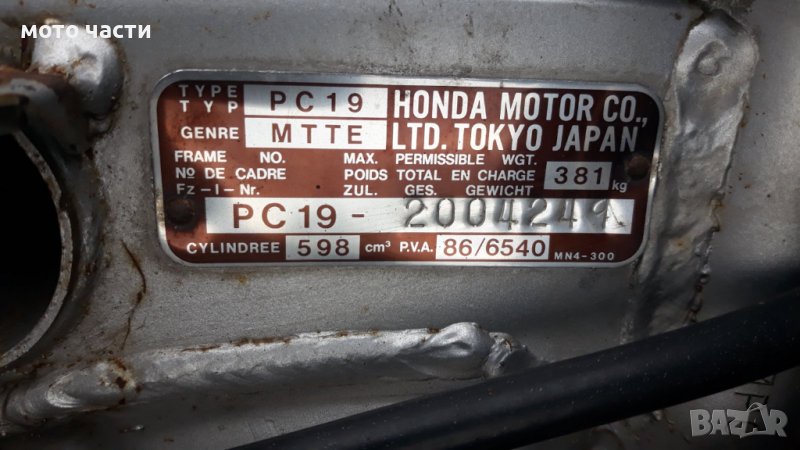 мото части
TYPE PC19 HONDA MOTOR CO.,
TYP
GENRE MTTE LTD. TOKYO JAPAN
FRAME NO. MAX. PERMISSIBLE WGT.
Nº DE CADRE POIDS TOTAL EN CHARGE 381 kg
Fz-I-Nr. ZUL. GES. GEWICHT
PC19-2004249
CYLINDREE 598 cm³ P.V.A. 86/6540 MN4-300
BAZAR